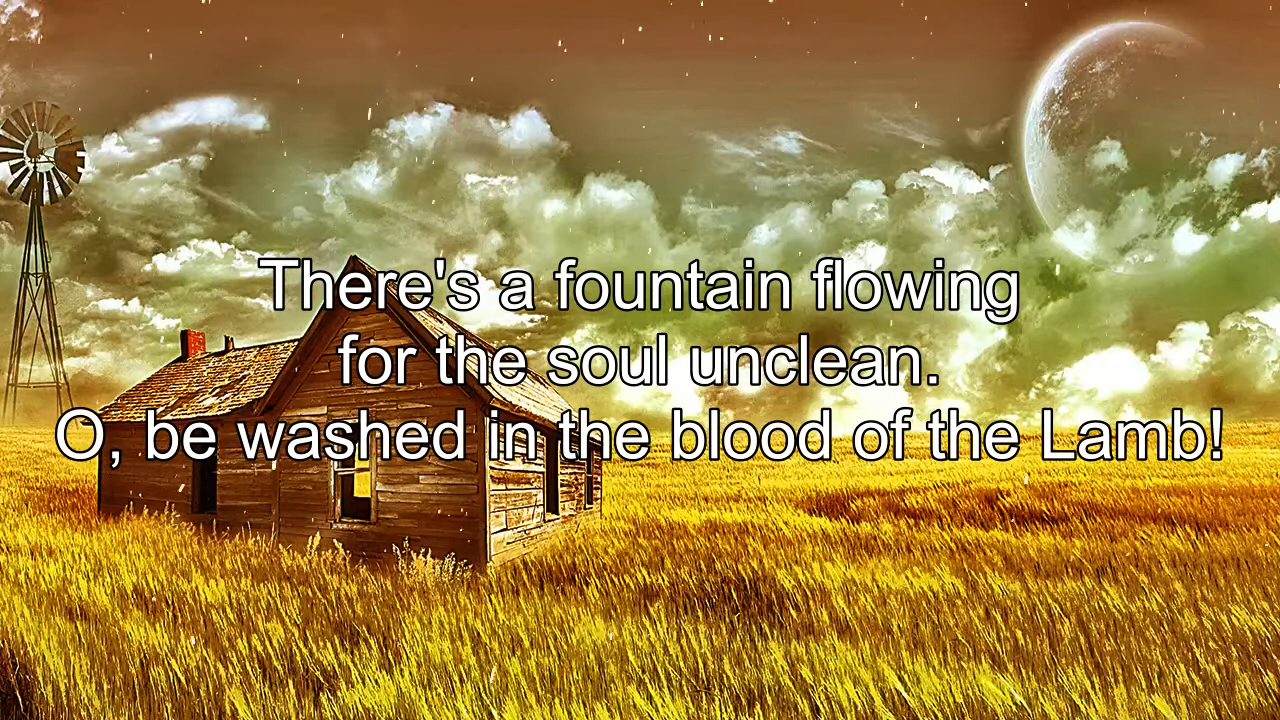 There's a fountain flowing
for the soul unclean.
O, be washed in the blood of the Lamb!